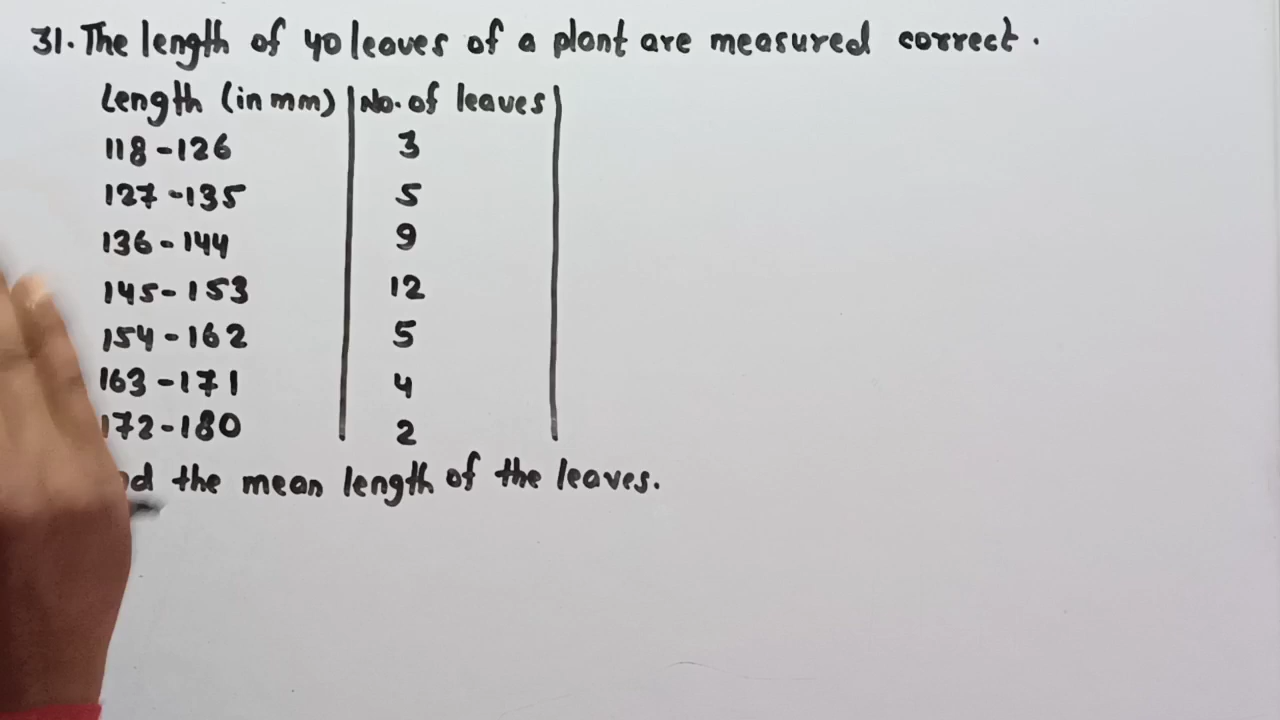 31. The length of 40 leaves of a plant are measured correct.
Length (in mm) No. of leaves
118-126 3
127-135 5
136-144 9
145-153 12
154-162 5
163-171 4
172-180 2
the mean length of the leaves.